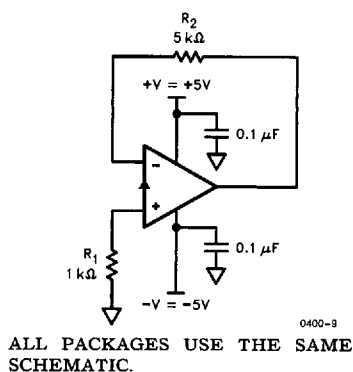 R2
5 kΩ
+V = +5V
0.1 μF
-
+
R1
1 kΩ
0.1 μF
-V = -5V
0400-9
ALL PACKAGES USE THE SAME
SCHEMATIC.